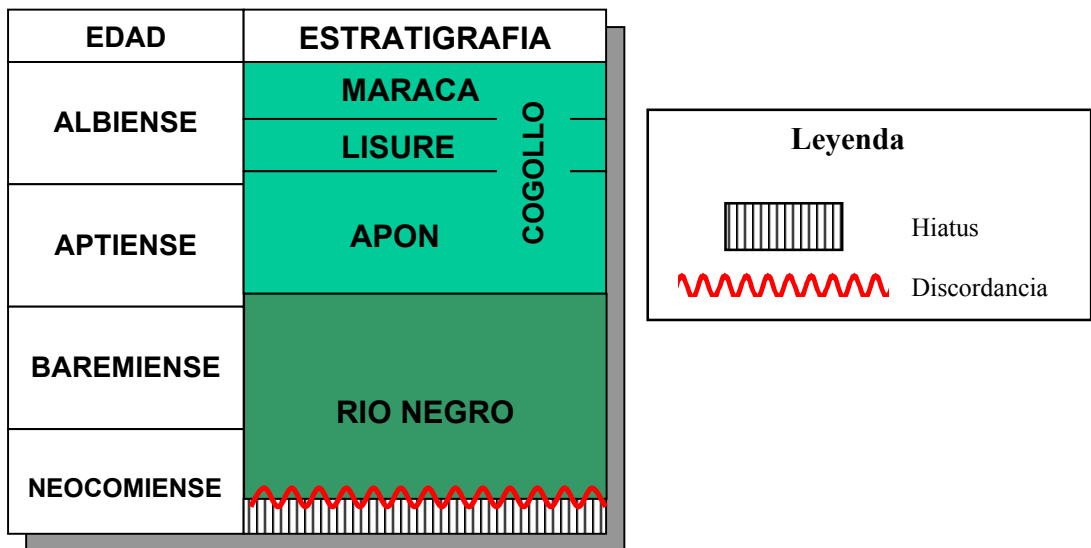 EDAD
ESTRATIGRAFIA
ALBIENSE
MARACA
LISURE
COGOLLO
APTIENSE
APON
BAREMIENSE
RIO NEGRO
NEOCOMIENSE
Leyenda
Hiatus
Discordancia